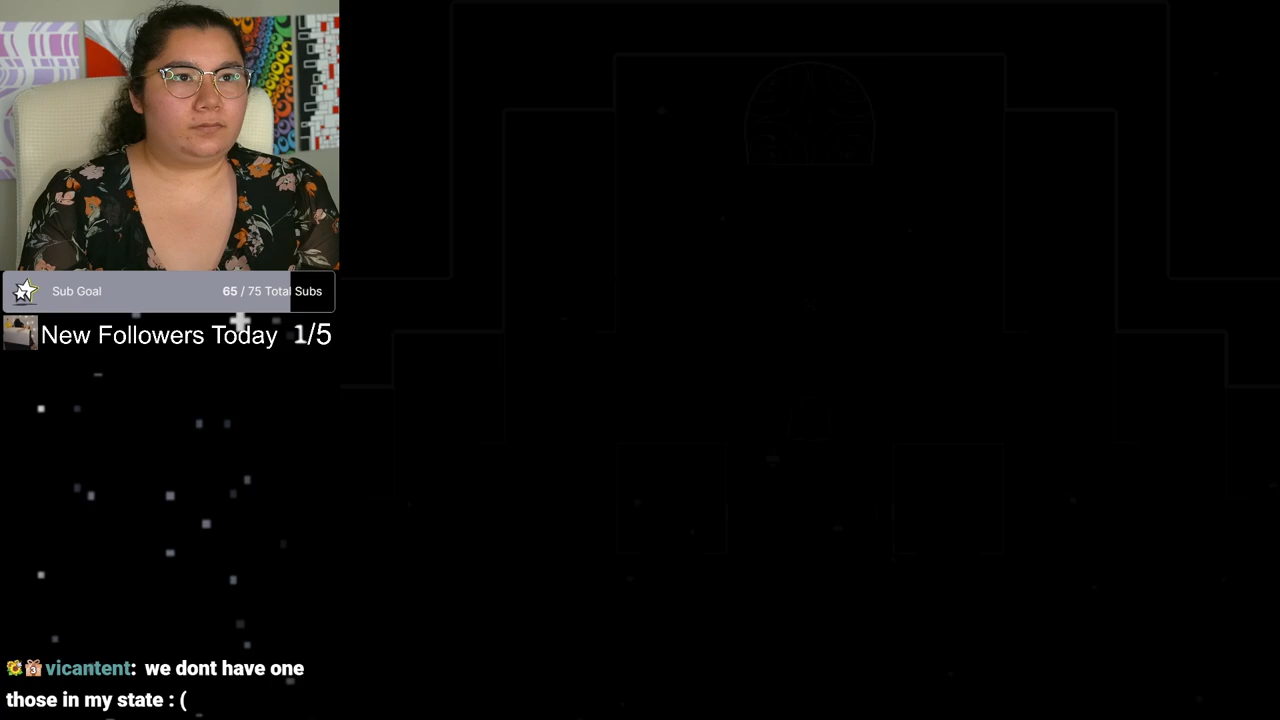 Sub Goal 65 / 75 Total Subs
New Followers Today 1/5
vicantent: we dont have one
those in my state : (